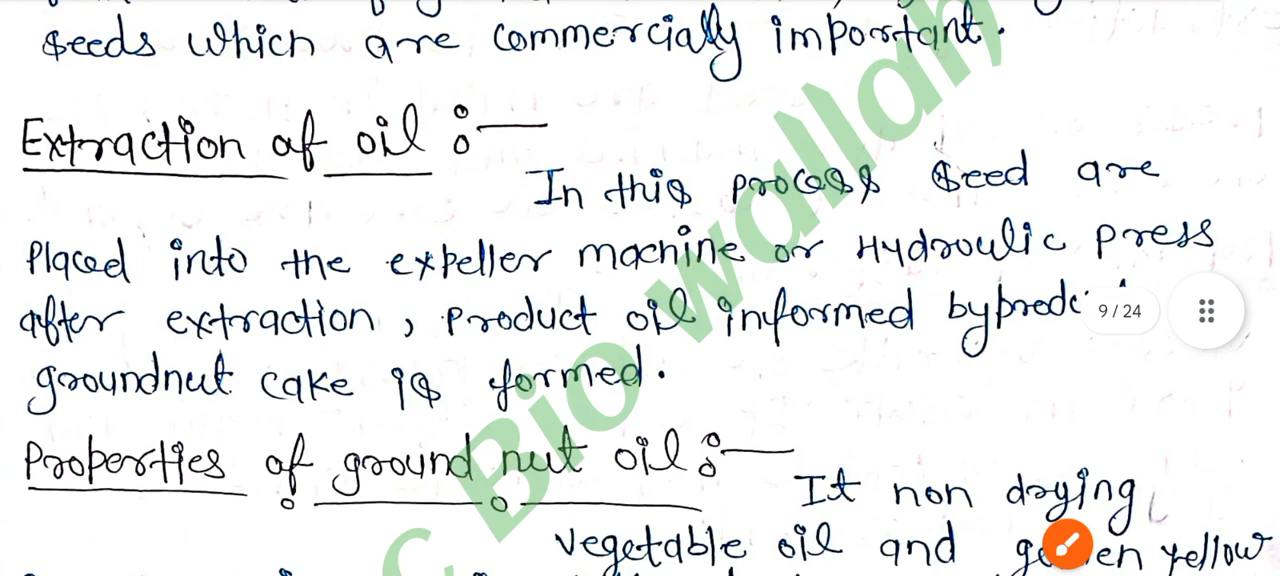 seeds which are commercially important.
Extraction of oil :—
In this process seed are
placed into the expeller machine or Hydroulic press
after extraction, product oil informed byprod
9 / 24
groundnut cake is formed.
Properties of ground nut oil :—
It non drying
vegetable oil and yellow
Bio wallah